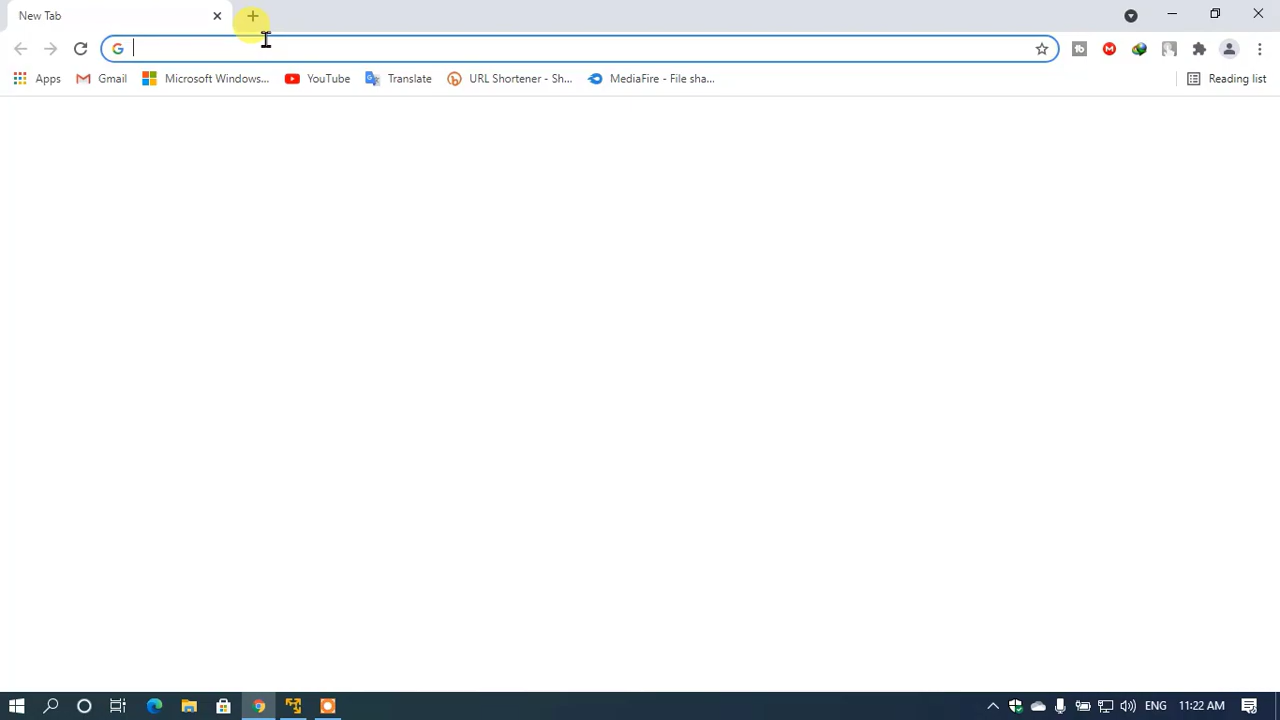 New Tab
Apps Gmail Microsoft Windows... YouTube Translate URL Shortener - Sh... MediaFire - File sha... Reading list
ENG 11:22 AM